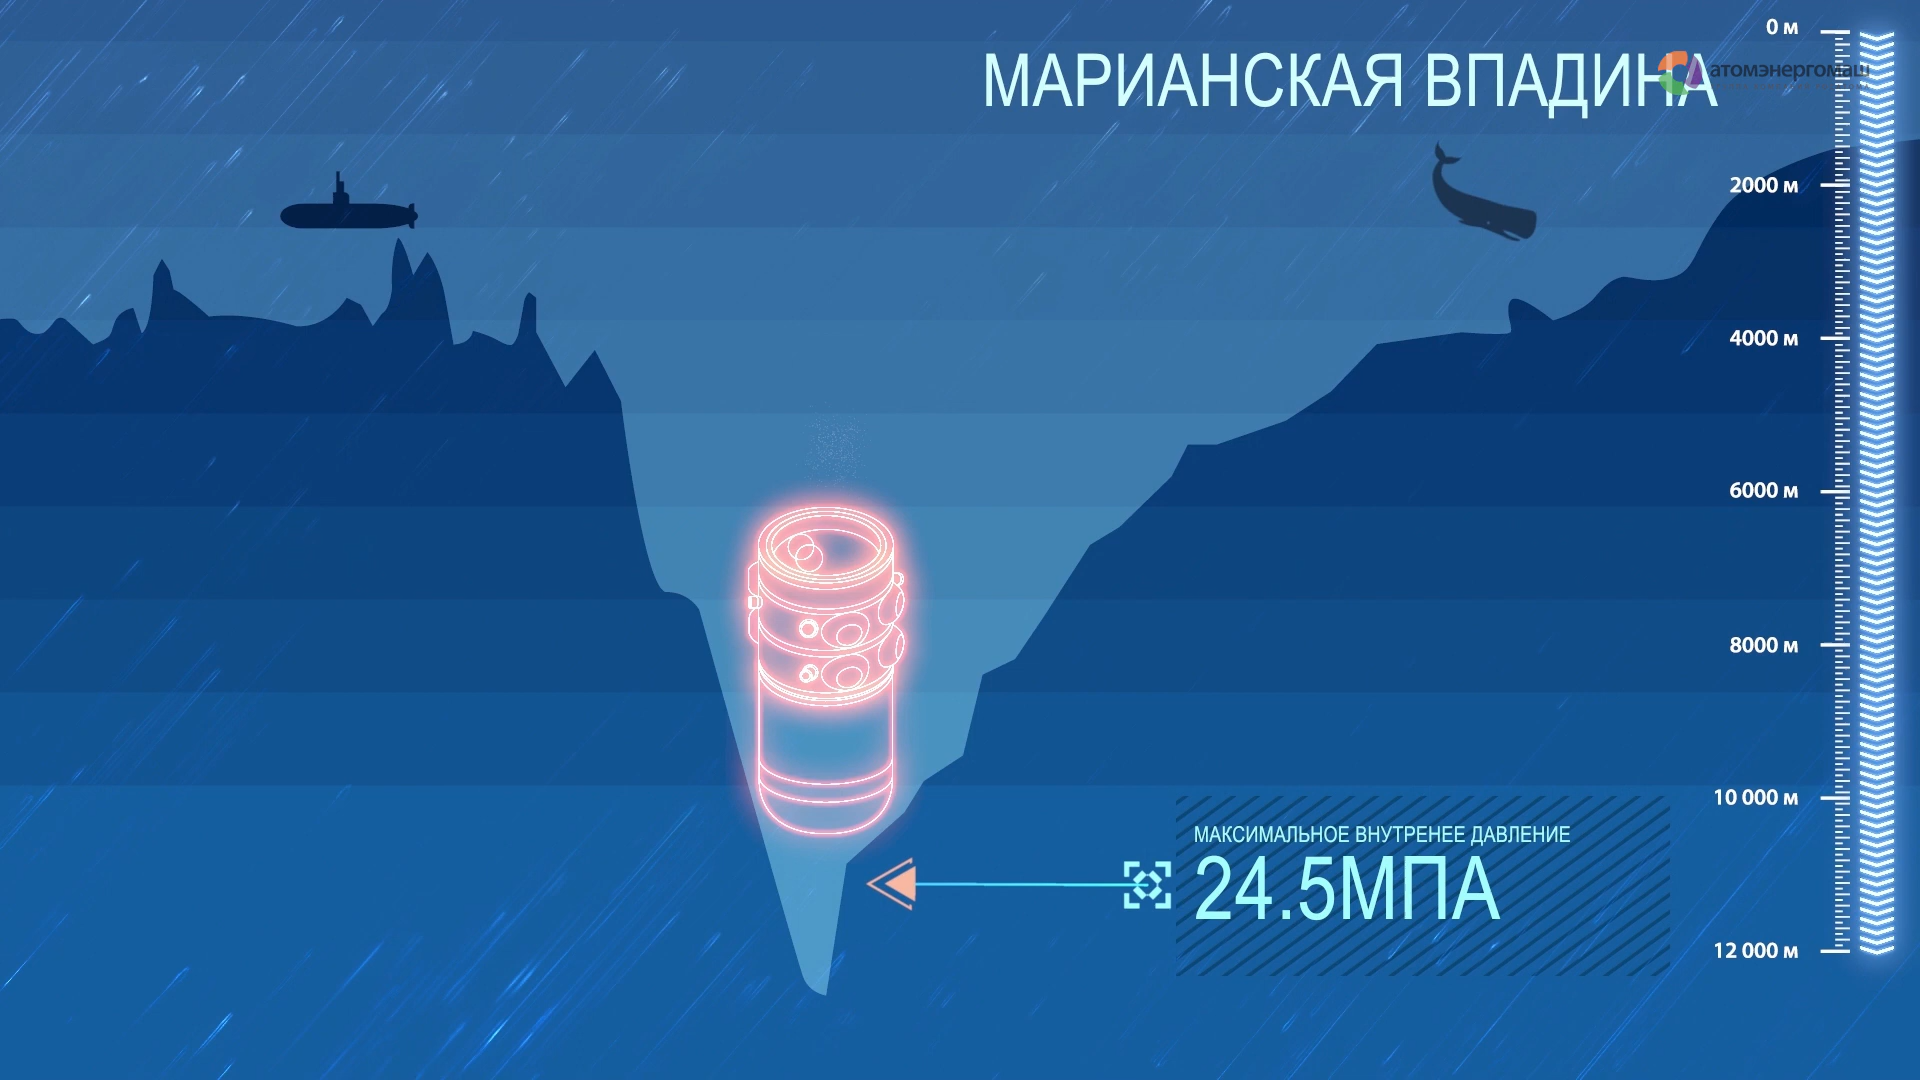 МАРИАНСКАЯ ВПАДИНА
атомэнергомаш
0 м
2000 м
4000 м
6000 м
8000 м
10 000 м
12 000 м
МАКСИМАЛЬНОЕ ВНУТРЕНЕЕ ДАВЛЕНИЕ
24.5МПА